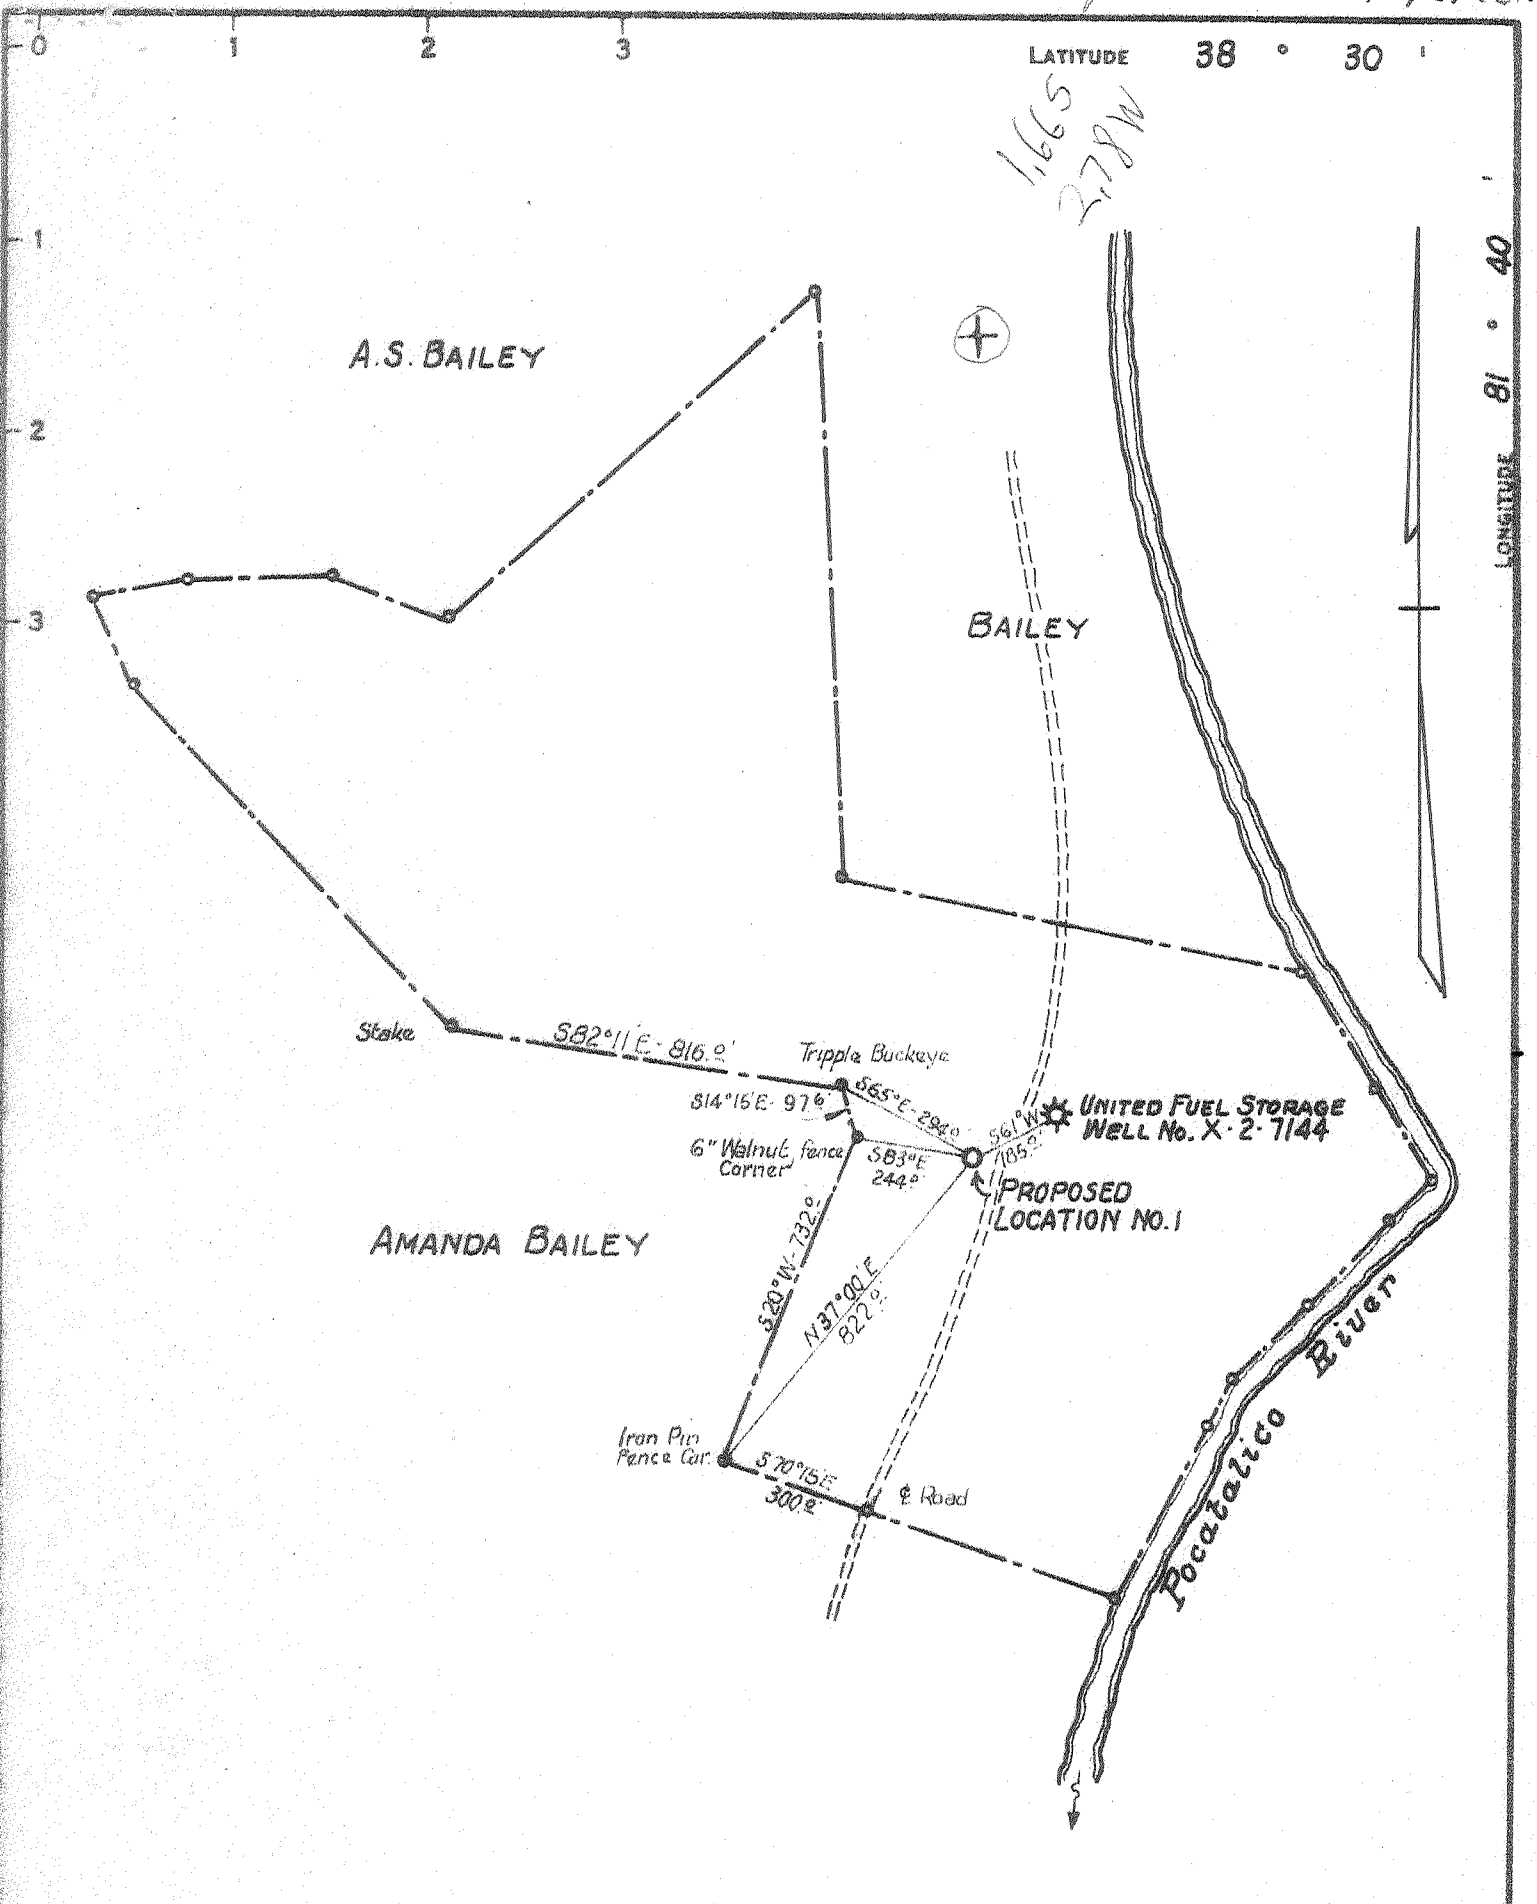 0 1 2 3
LATITUDE 38 ° 30 '
1.66 S
2.78 W
LONGITUDE 81 ° 40 '
1
2
3
A.S. BAILEY
BAILEY
Stake
S82°11'E - 816.0'
Tripple Buckeye
S14°15'E - 97.6'
S65°E - 294.0'
S61°W
185.0'
UNITED FUEL STORAGE
WELL NO. X-2-7144
6" Walnut, fence
Corner
S83°E
244.0'
PROPOSED
LOCATION NO.1
AMANDA BAILEY
S20°W - 732.0'
N37°00'E
822.0'
Iron Pin
Fence Cor.
S70°15'E
300.0'
℄ Road
Pocatalico River